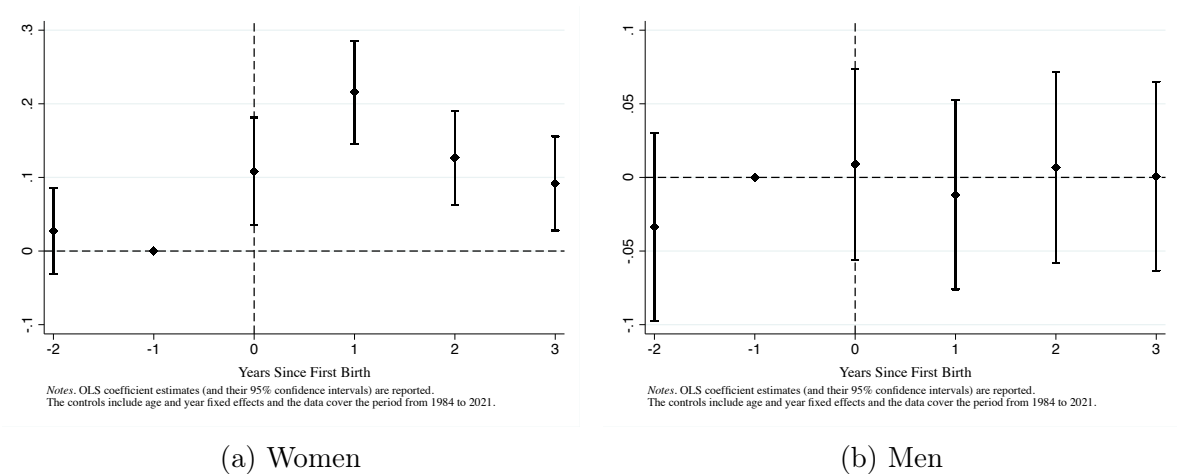 .3
.2
.1
0
-.1
-2
-1
0
1
2
3
Years Since First Birth
Notes. OLS coefficient estimates (and their 95% confidence intervals) are reported.
The controls include age and year fixed effects and the data cover the period from 1984 to 2021.
(a) Women
.1
.05
0
-.05
-.1
-2
-1
0
1
2
3
Years Since First Birth
Notes. OLS coefficient estimates (and their 95% confidence intervals) are reported.
The controls include age and year fixed effects and the data cover the period from 1984 to 2021.
(b) Men